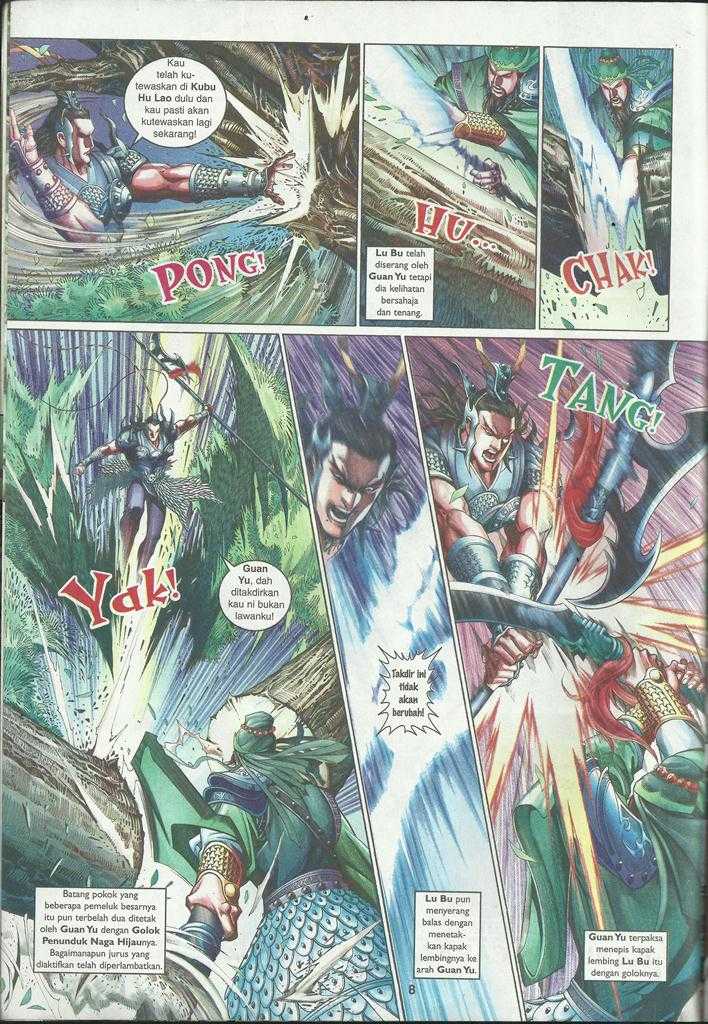 Kau
telah ku-
tewaskan di Kubu
Hu Lao dulu dan
kau pasti akan
kutewaskan lagi
sekarang!
PONG!
HU...
Lu Bu telah
diserang oleh
Guan Yu tetapi
dia kelihatan
bersahaja
dan tenang.
CHAK!
Yak!
Guan
Yu, dah
ditakdirkan
kau ni bukan
lawanku!
Batang pokok yang
beberapa pemeluk besarnya
itu pun terbelah dua ditetak
oleh Guan Yu dengan Golok
Penunduk Naga Hijaunya.
Bagaimanapun jurus yang
diaktifkan telah diperlambatkan.
Takdir ini
tidak
akan
berubah!
Lu Bu pun
menyerang
balas dengan
menetak-
kan kapak
lembingnya ke
arah Guan Yu.
TANG!
Guan Yu terpaksa
menepis kapak
lembing Lu Bu itu
dengan goloknya.
8